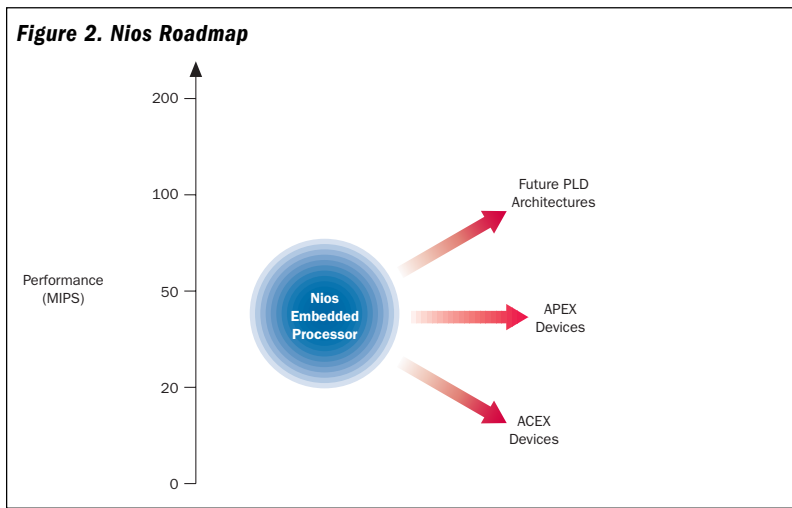 Figure 2. Nios Roadmap
200
100
50
20
0
Performance
(MIPS)
Nios
Embedded
Processor
Future PLD
Architectures
APEX
Devices
ACEX
Devices